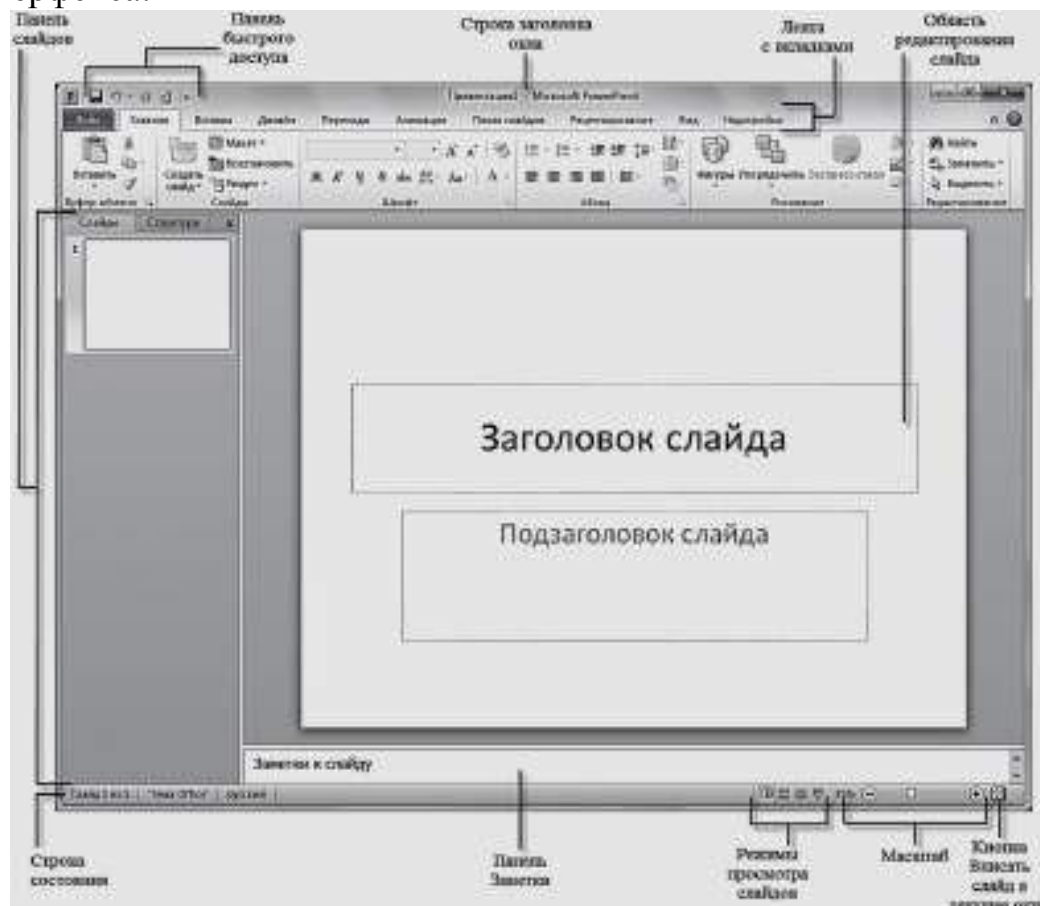 Панель
слайдов
Панель
быстрого
доступа
Строка заголовка
окна
Лента
с вкладками
Область
редактирования
слайда
Microsoft PowerPoint
Главная Вставка Дизайн Переходы Анимация Показ слайдов Рецензирование Вид Надстройки
Вставить
Создать
слайд
Макет
Восстановить
Раздел
Фигуры Упорядочить Экспресс-стили
Найти
Заменить
Выделить
Буфер обмена Слайды Шрифт Абзац Рисование Редактирование
Слайды Структура
1
Заголовок слайда
Подзаголовок слайда
Заметки к слайду
Слайд 1 из 1 "Тема Office" русский
Строка
состояния
Панель
Заметки
Режимы
просмотра
слайдов
Масштаб
Кнопка
Вписать
слайд в
текущее окно